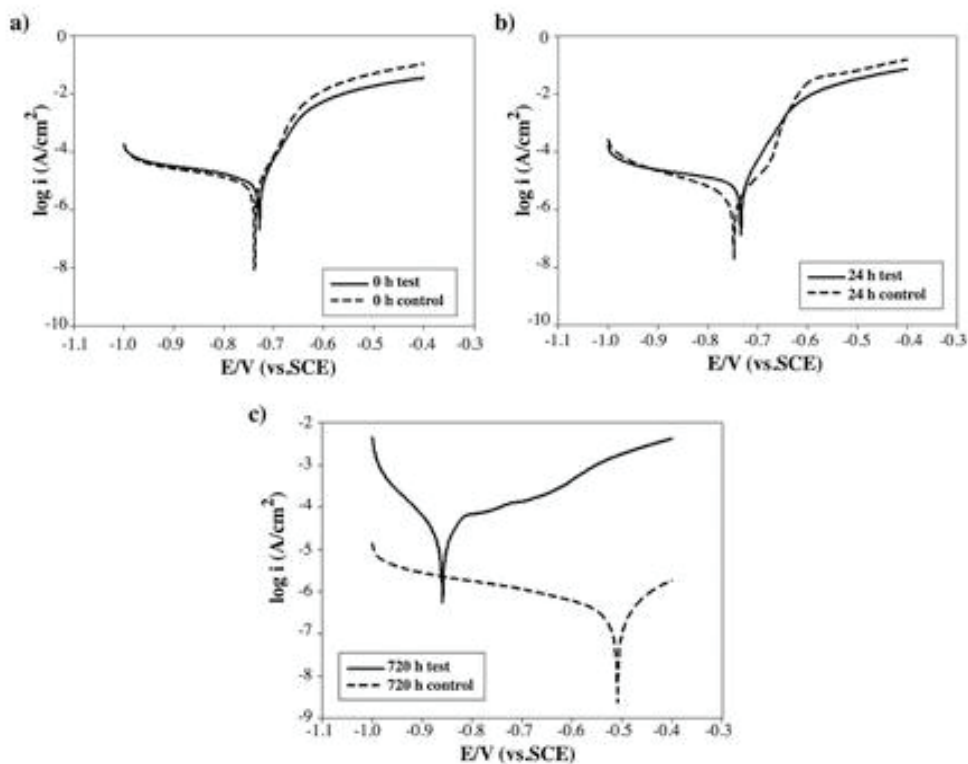 a)
0
-2
-4
-6
-8
-10
log i (A/cm²)
0 h test
0 h control
-1.1 -1.0 -0.9 -0.8 -0.7 -0.6 -0.5 -0.4 -0.3
E/V (vs.SCE)
b)
0
-2
-4
-6
-8
-10
log i (A/cm²)
24 h test
24 h control
-1.1 -1.0 -0.9 -0.8 -0.7 -0.6 -0.5 -0.4 -0.3
E/V (vs.SCE)
c)
-2
-3
-4
-5
-6
-7
-8
-9
log i (A/cm²)
720 h test
720 h control
-1.1 -1.0 -0.9 -0.8 -0.7 -0.6 -0.5 -0.4 -0.3
E/V (vs.SCE)